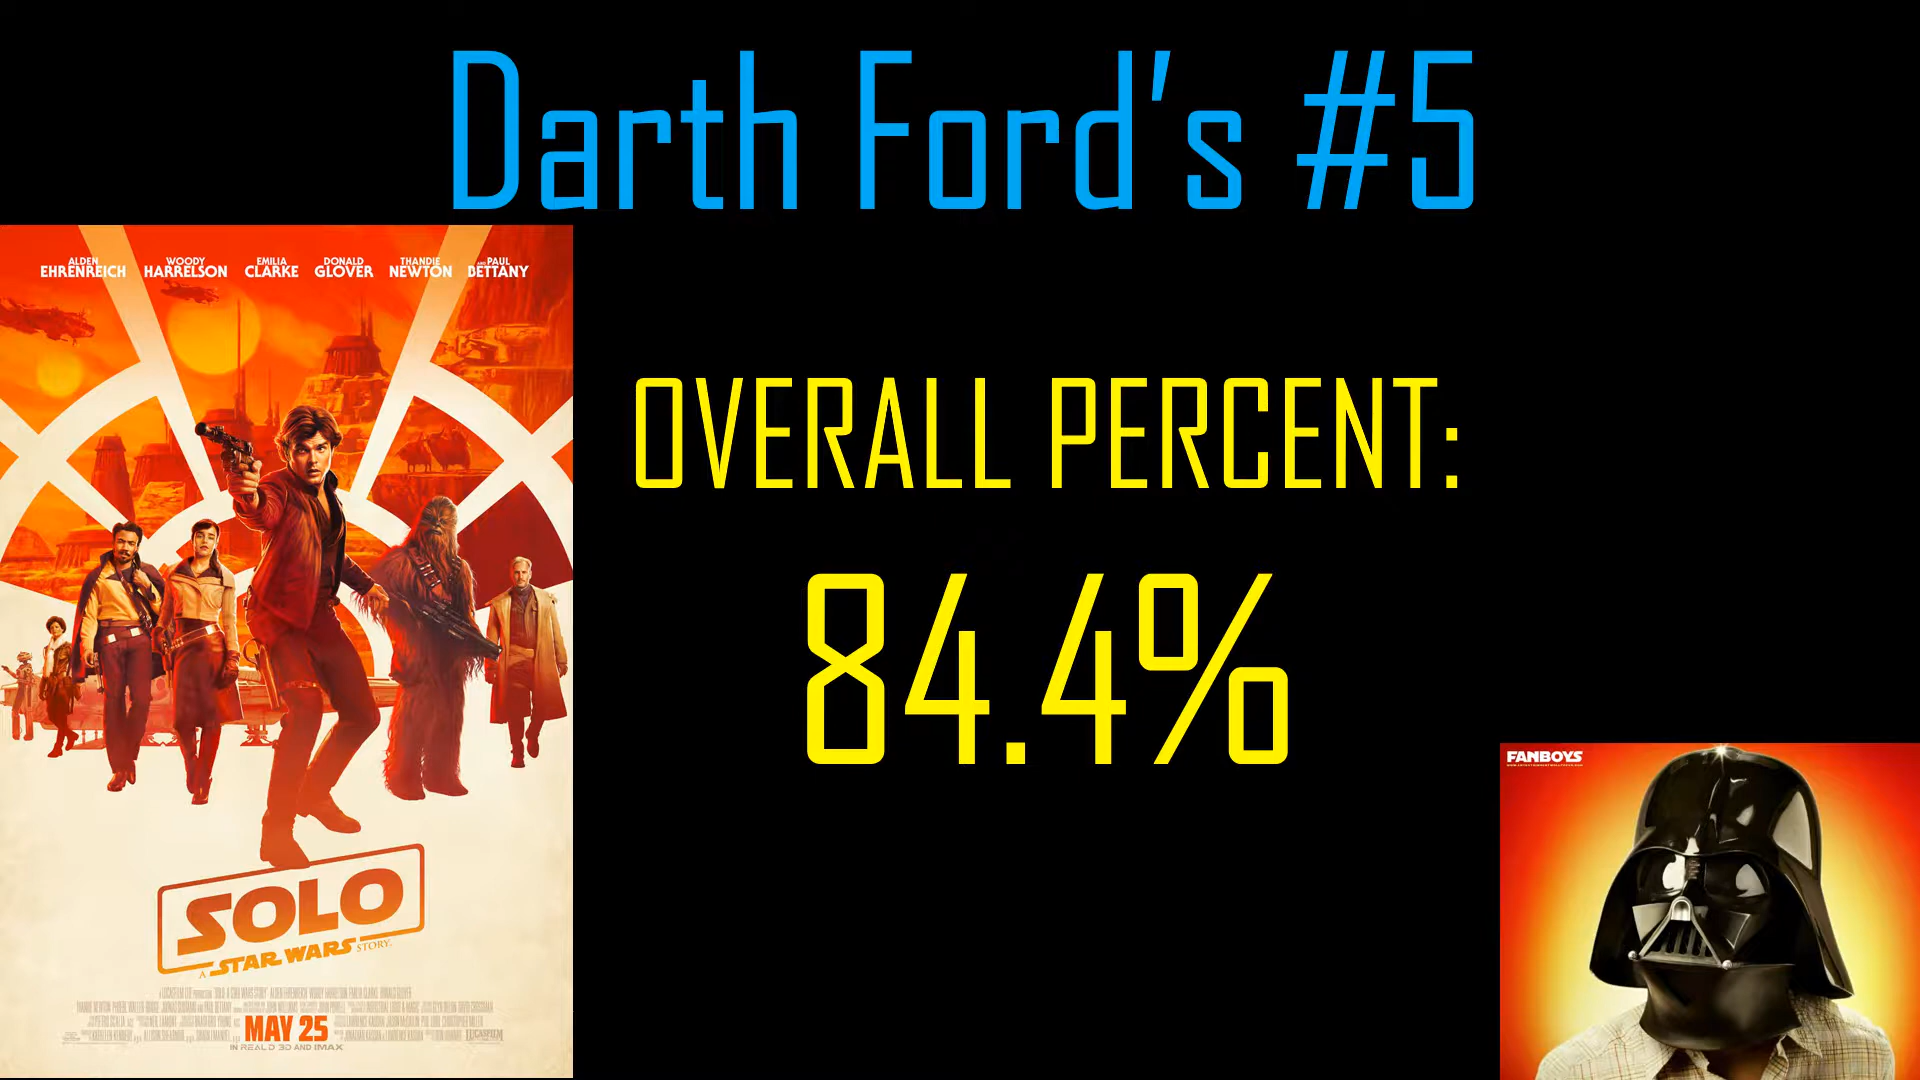 Darth Ford's #5
ALDEN EHRENREICH WOODY HARRELSON EMILIA CLARKE DONALD GLOVER THANDIE NEWTON AND PAUL BETTANY
OVERALL PERCENT:
84.4%
FANBOYS
SOLO
A STAR WARS STORY
MAY 25
IN REAL D 3D AND IMAX